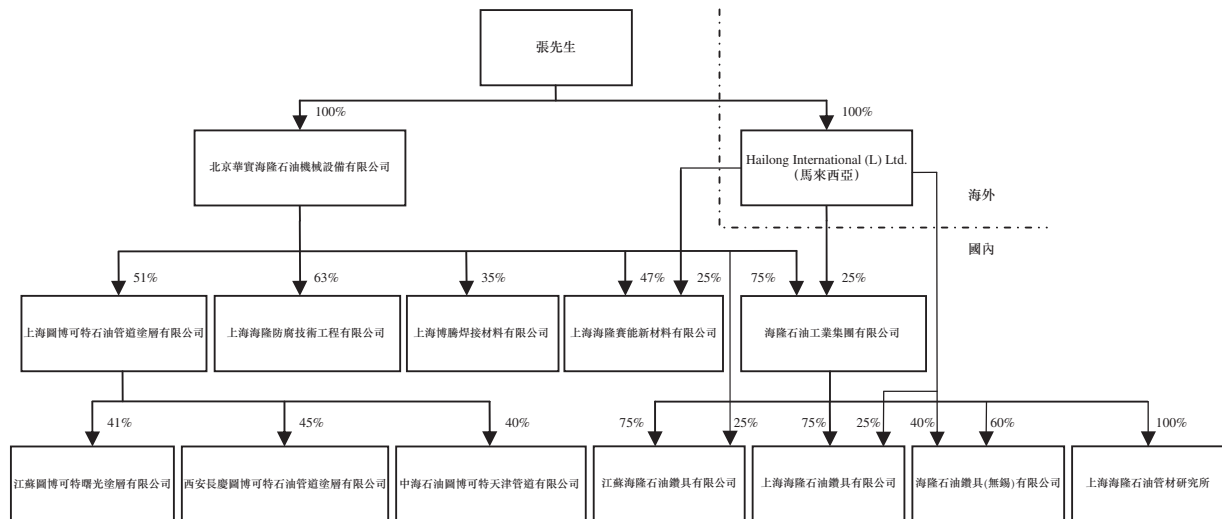 張先生
100%
100%
北京華實海隆石油機械設備有限公司
Hailong International (L) Ltd.
(馬來西亞)
海外
國內
51%
63%
35%
47%
25%
75%
25%
上海圖博可特石油管道塗層有限公司
上海海隆防腐技術工程有限公司
上海博騰焊接材料有限公司
上海海隆賽能新材料有限公司
海隆石油工業集團有限公司
41%
45%
40%
75%
25%
75%
25%
40%
60%
100%
江蘇圖博可特曙光塗層有限公司
西安長慶圖博可特石油管道塗層有限公司
中海石油圖博可特天津管道有限公司
江蘇海隆石油鑽具有限公司
上海海隆石油鑽具有限公司
海隆石油鑽具(無錫)有限公司
上海海隆石油管材研究所